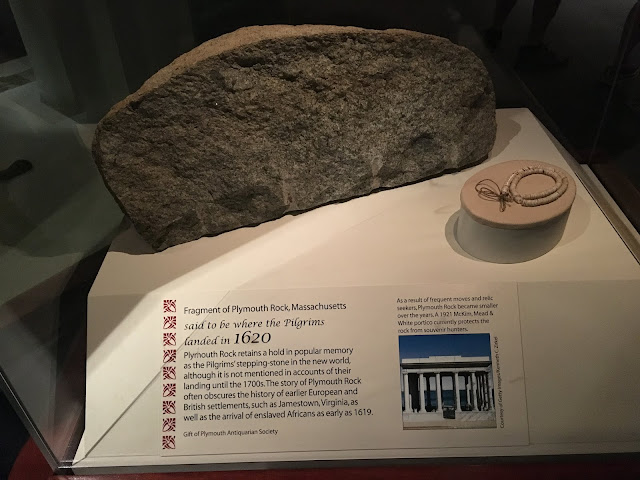 Fragment of Plymouth Rock, Massachusetts
said to be where the Pilgrims
landed in 1620
Plymouth Rock retains a hold in popular memory
as the Pilgrims' stepping-stone in the new world,
although it is not mentioned in accounts of their
landing until the 1700s. The story of Plymouth Rock
often obscures the history of earlier European and
British settlements, such as Jamestown, Virginia, as
well as the arrival of enslaved Africans as early as 1619.
Gift of Plymouth Antiquarian Society
As a result of frequent moves and relic
seekers, Plymouth Rock became smaller
over the years. A 1921 McKim, Mead &
White portico currently protects the
rock from souvenir hunters.